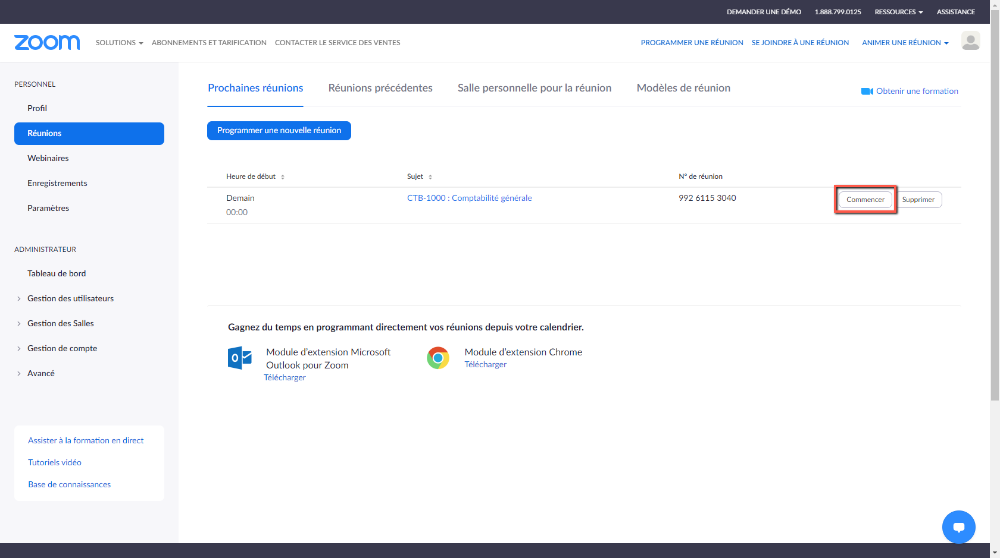 DEMANDER UNE DÉMO 1.888.799.0125 RESSOURCES ASSISTANCE
zoom SOLUTIONS ABONNEMENTS ET TARIFICATION CONTACTER LE SERVICE DES VENTES PROGRAMMER UNE RÉUNION SE JOINDRE À UNE RÉUNION ANIMER UNE RÉUNION
PERSONNEL
Profil
Réunions
Webinaires
Enregistrements
Paramètres
ADMINISTRATEUR
Tableau de bord
Gestion des utilisateurs
Gestion des Salles
Gestion de compte
Avancé
Assister à la formation en direct
Tutoriels vidéo
Base de connaissances
Prochaines réunions Réunions précédentes Salle personnelle pour la réunion Modèles de réunion
Obtenir une formation
Programmer une nouvelle réunion
Heure de début Sujet N° de réunion
Demain CTB-1000 : Comptabilité générale 992 6115 3040 Commencer Supprimer
00:00
Gagnez du temps en programmant directement vos réunions depuis votre calendrier.
Module d'extension Microsoft
Outlook pour Zoom
Télécharger
Module d'extension Chrome
Télécharger